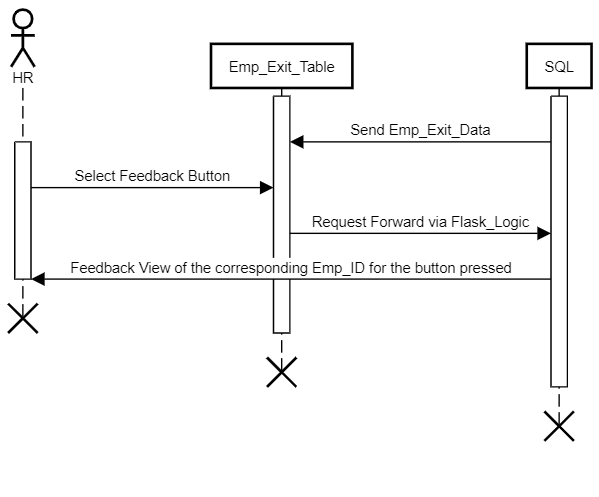 HR
Emp_Exit_Table
SQL
Send Emp_Exit_Data
Select Feedback Button
Request Forward via Flask_Logic
Feedback View of the corresponding Emp_ID for the button pressed